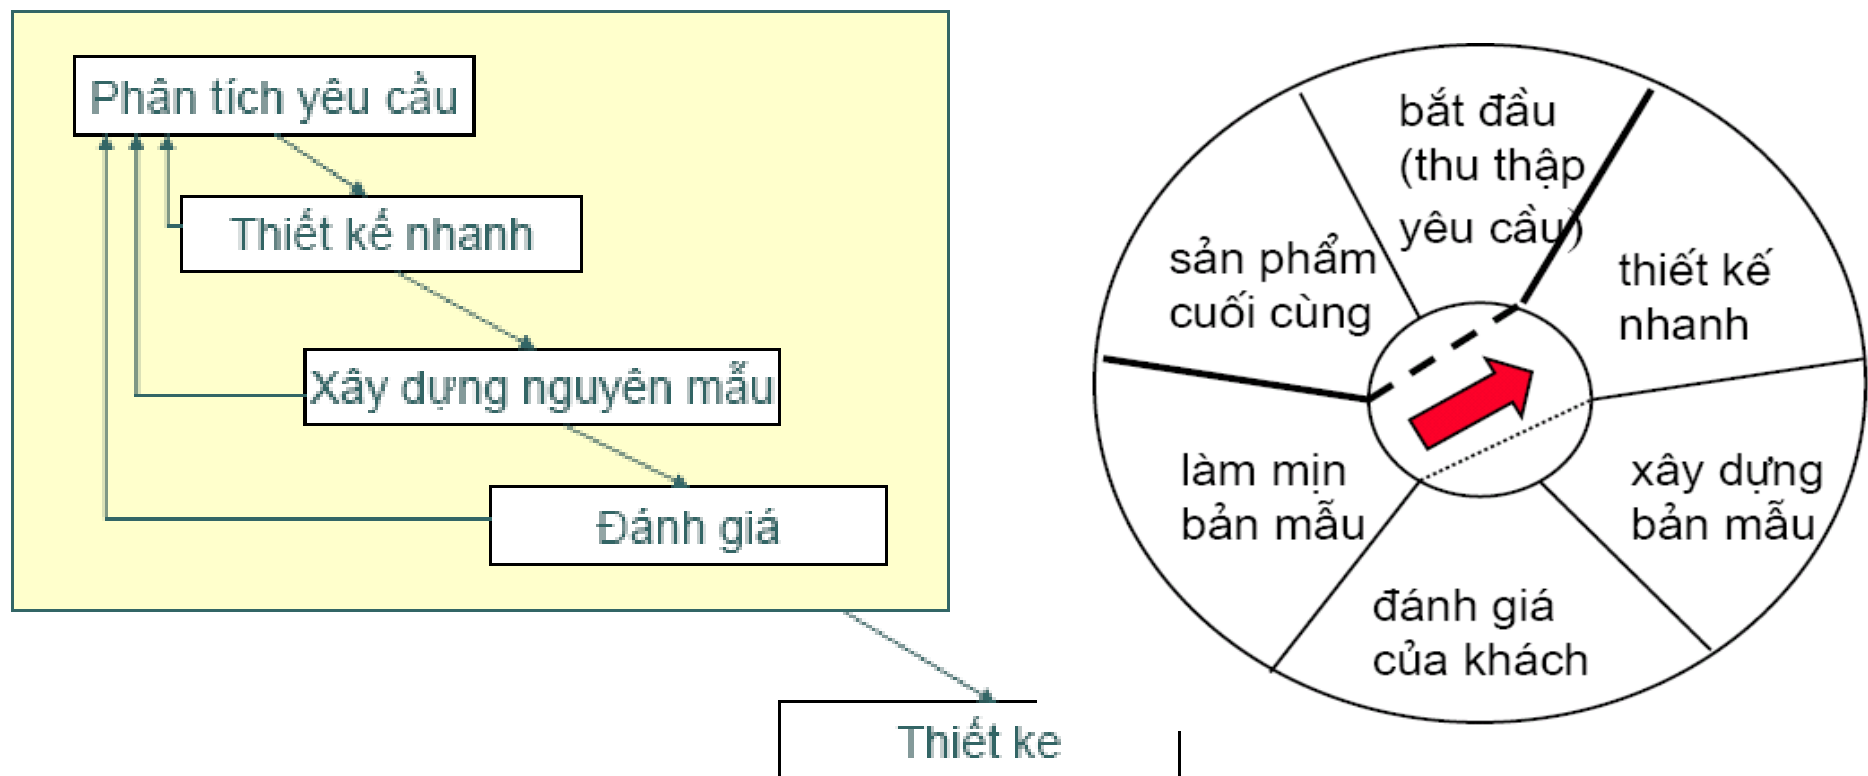 Phân tích yêu cầu
Thiết kế nhanh
Xây dựng nguyên mẫu
Đánh giá
Thiết ke
bắt đầu
(thu thập
yêu cầu)
thiết kế
nhanh
xây dựng
bản mẫu
đánh giá
của khách
làm mịn
bản mẫu
sản phẩm
cuối cùng